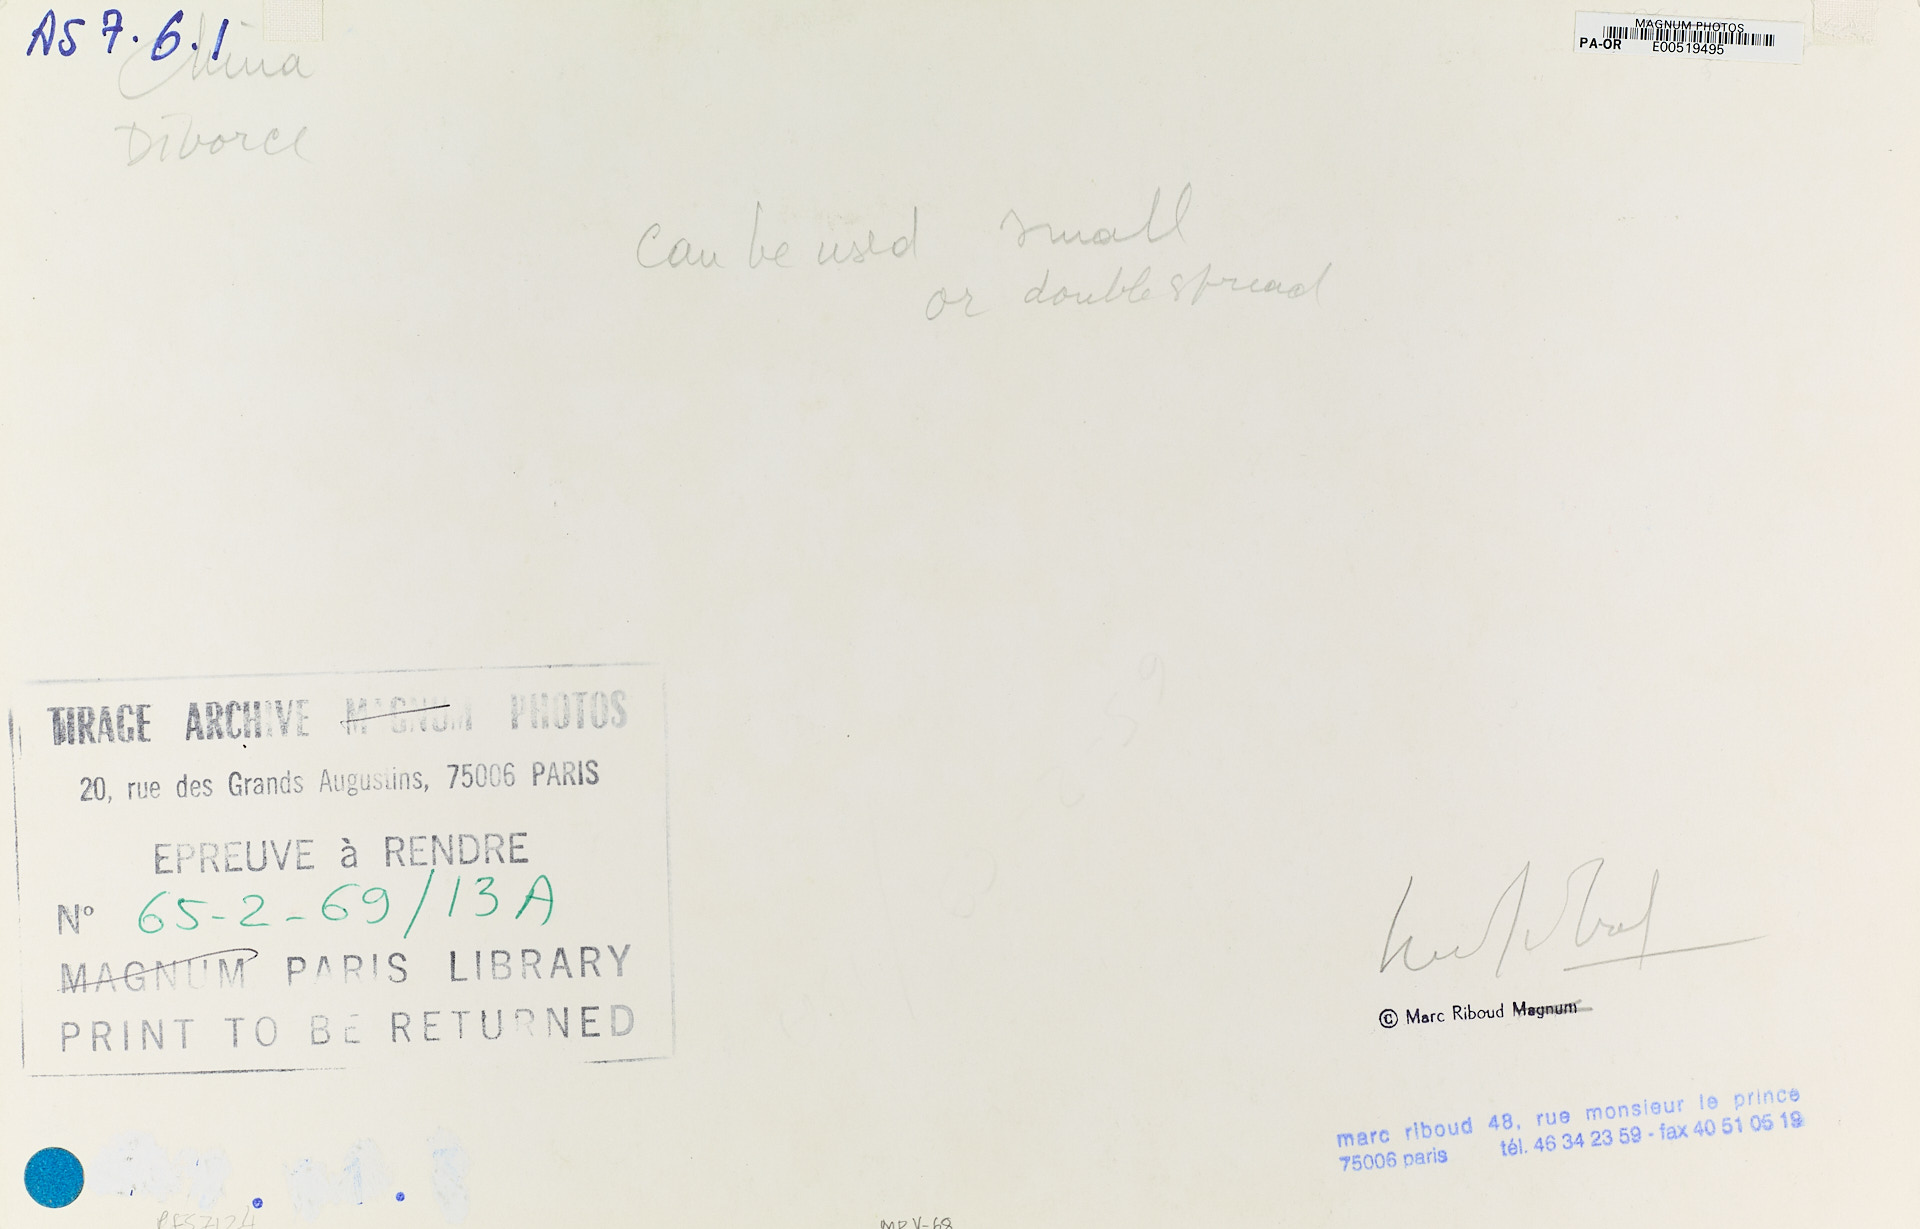 AS 7.6.1
MAGNUM PHOTOS
PA-OR E00519495
China
Divorce
can be used small
or double spread
TIRAGE ARCHIVE MAGNUM PHOTOS
20, rue des Grands Augustins, 75006 PARIS
EPREUVE à RENDRE
N° 65-2-69/13A
MAGNUM PARIS LIBRARY
PRINT TO BE RETURNED
Marc Riboud
© Marc Riboud Magnum
marc riboud 48, rue monsieur le prince
75006 paris tél. 46 34 23 59 - fax 40 51 05 19